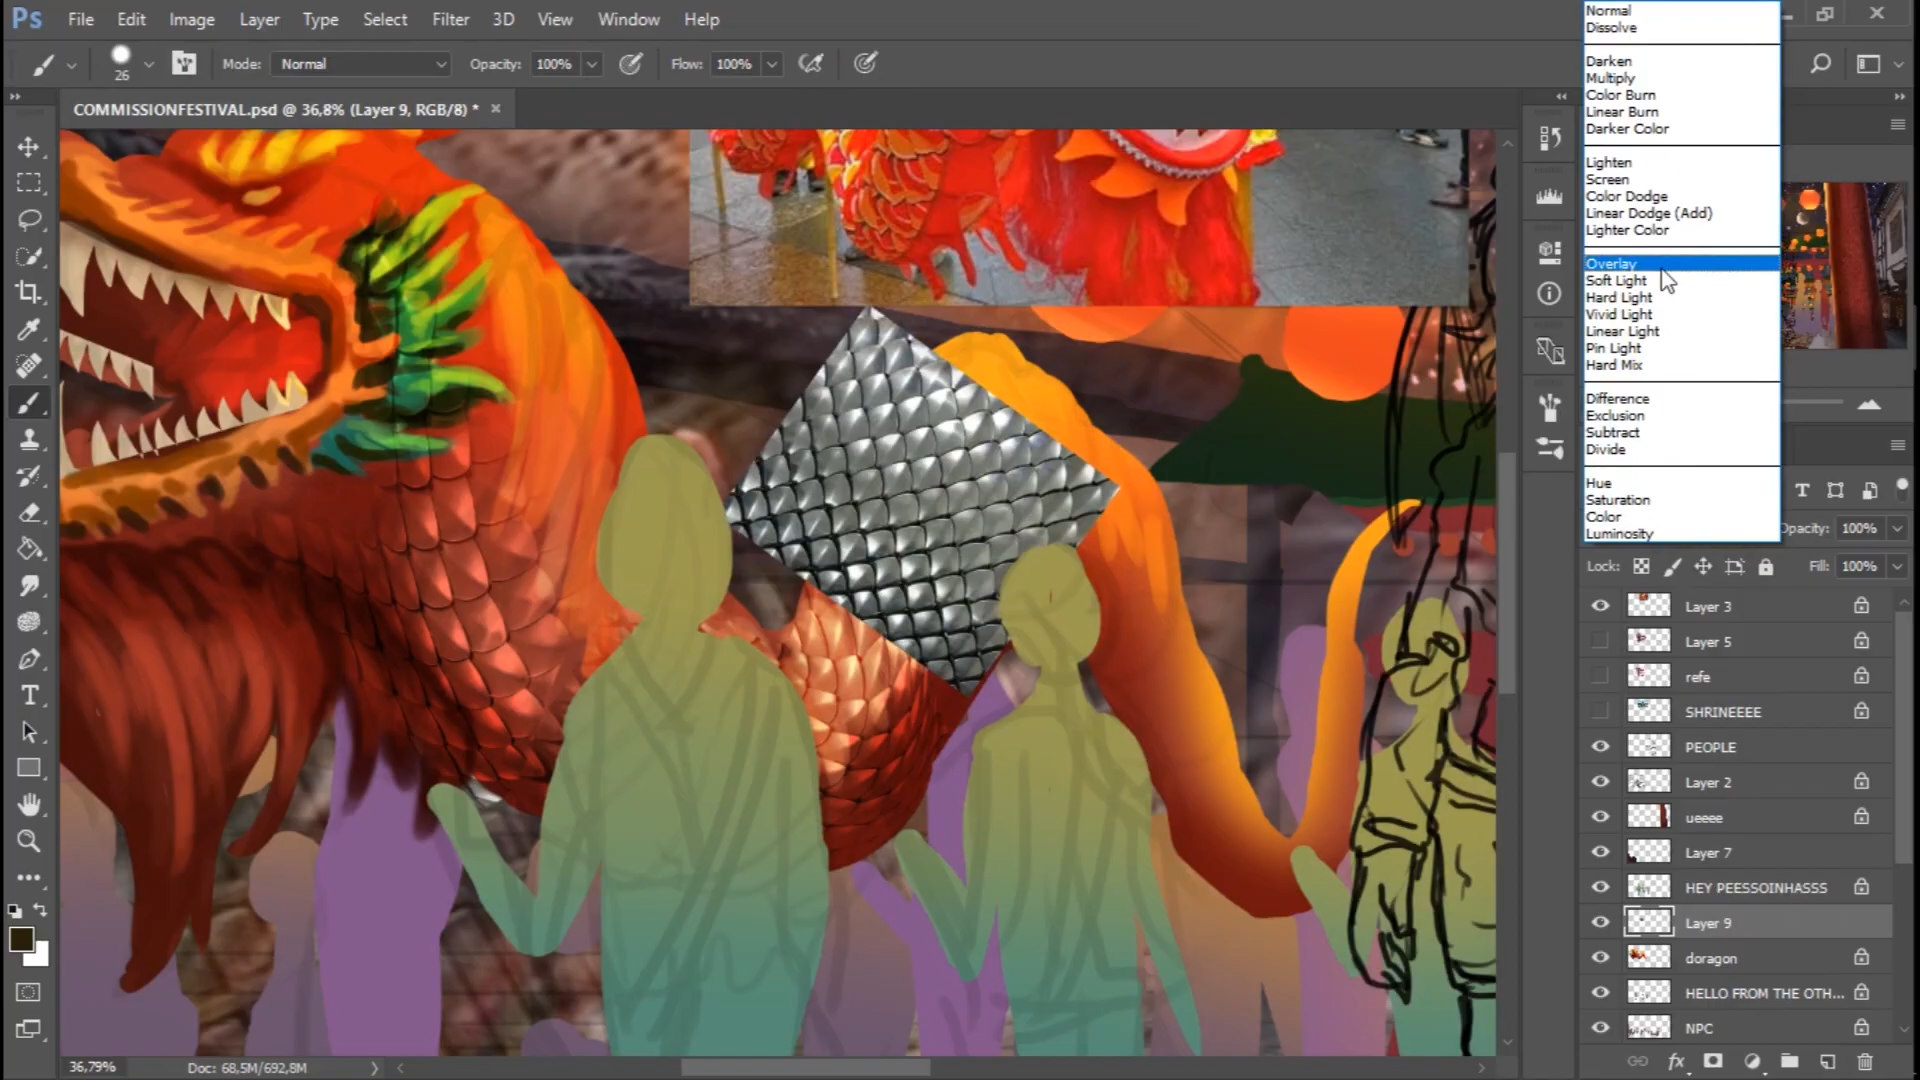 Ps File Edit Image Layer Type Select Filter 3D View Window Help
26 Mode: Normal Opacity: 100% Flow: 100%
COMMISSIONFESTIVAL.psd @ 36,8% (Layer 9, RGB/8) * ×
Normal
Dissolve
Darken
Multiply
Color Burn
Linear Burn
Darker Color
Lighten
Screen
Color Dodge
Linear Dodge (Add)
Lighter Color
Overlay
Soft Light
Hard Light
Vivid Light
Linear Light
Pin Light
Hard Mix
Difference
Exclusion
Subtract
Divide
Hue
Saturation
Color
Luminosity
Opacity: 100%
Lock: Fill: 100%
Layer 3
Layer 5
refe
SHRINEEEE
PEOPLE
Layer 2
ueeee
Layer 7
HEY PEESSOINHASSS
Layer 9
doragon
HELLO FROM THE OTH...
NPC
36,79% Doc: 68,5M/692,8M